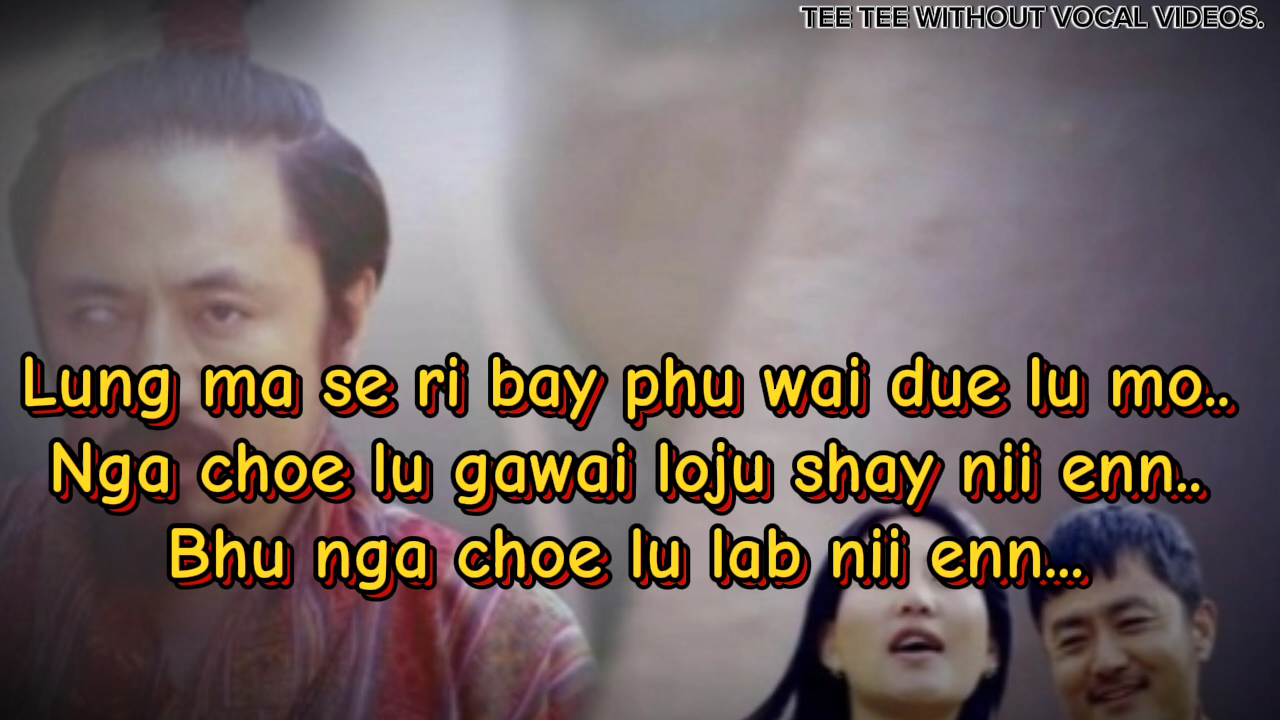 TEE TEE WITHOUT VOCAL VIDEOS.
Lung ma se ri bay phu wai due lu mo..
Nga choe lu gawai loju shay nii enn..
Bhu nga choe lu lab nii enn...